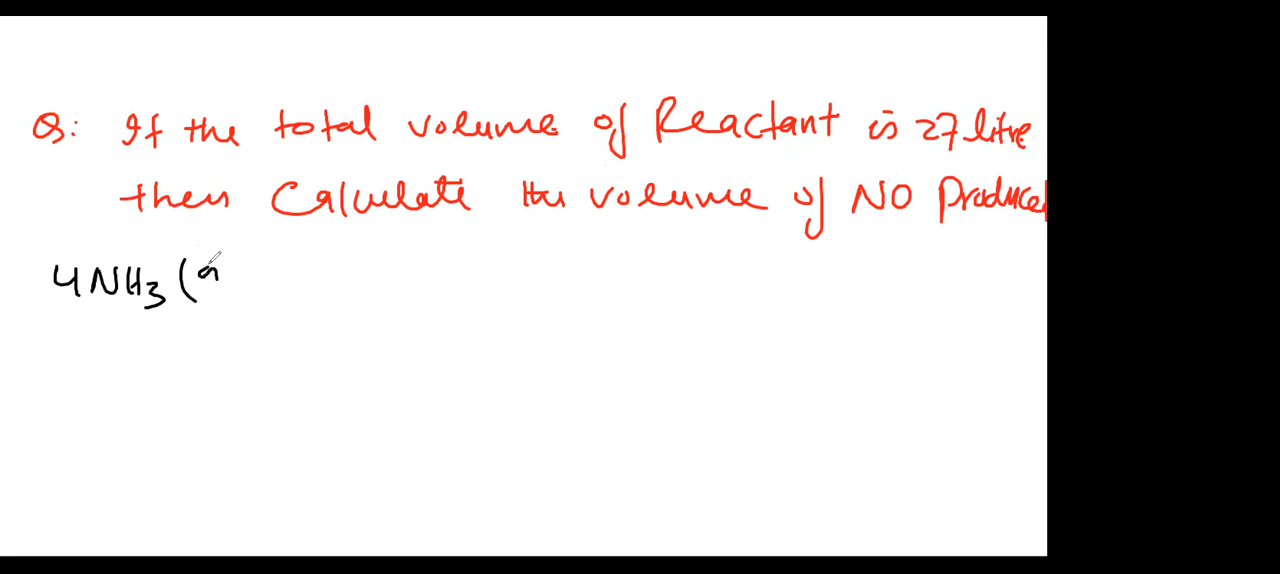 Q: If the total volume of Reactant is 27 litre
then Calculate the volume of NO Produced
4NH3 (g